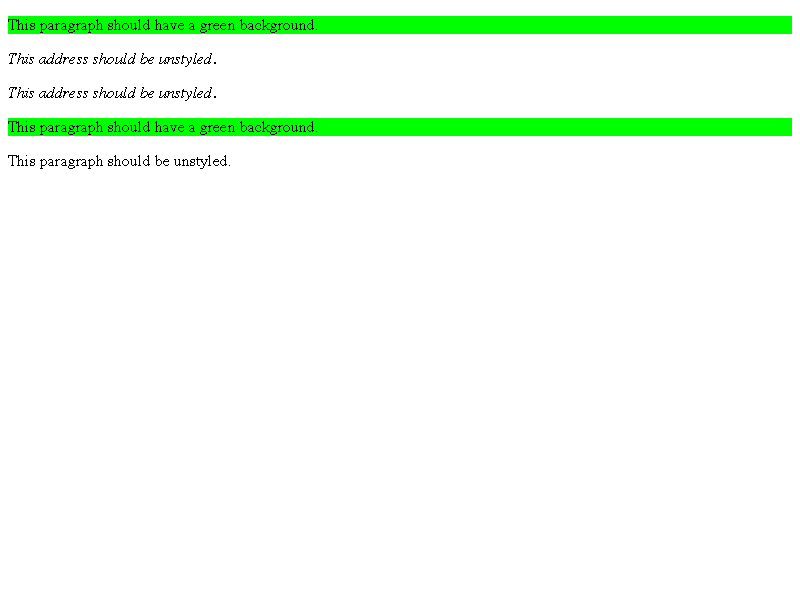 This paragraph should have a green background.
This address should be unstyled.
This address should be unstyled.
This paragraph should have a green background.
This paragraph should be unstyled.